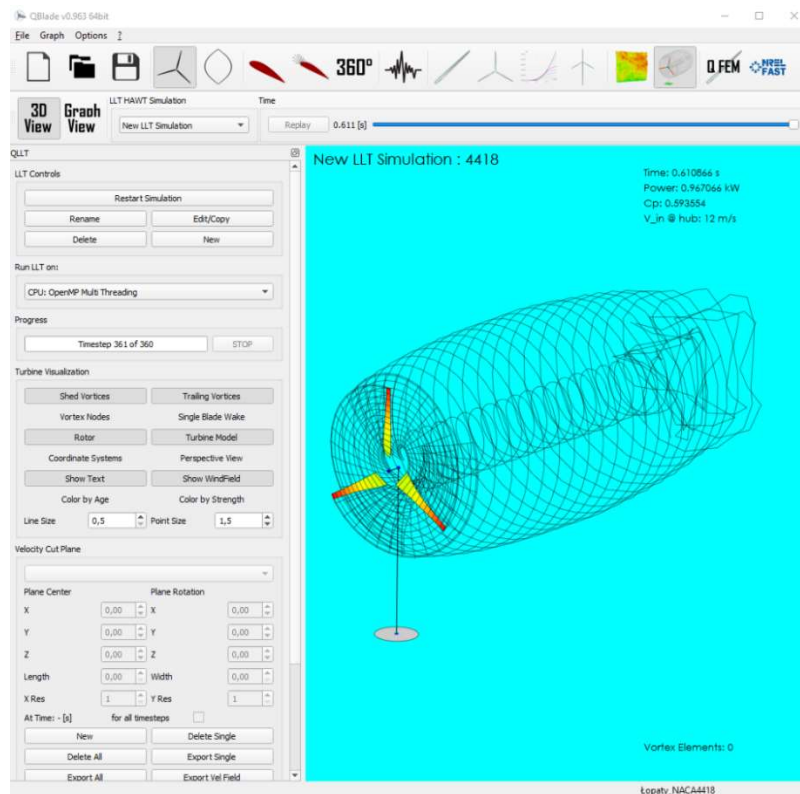 QBlade v0.963 64bit
File Graph Options ?
360°
Q FEM
NREL
FAST
3D
View
Graph
View
LLT HAWT Simulation
New LLT Simulation
Time
Replay 0.611 [s]
QLLT
LLT Controls
Restart Simulation
Rename Edit/Copy
Delete New
Run LLT on:
CPU: OpenMP Multi Threading
Progress
Timestep 361 of 360 STOP
Turbine Visualization
Shed Vortices Trailing Vortices
Vortex Nodes Single Blade Wake
Rotor Turbine Model
Coordinate Systems Perspective View
Show Text Show WindField
Color by Age Color by Strength
Line Size 0,5 Point Size 1,5
Velocity Cut Plane
Plane Center Plane Rotation
X 0,00 X 0,00
Y 0,00 Y 0,00
Z 0,00 Z 0,00
Length 0,00 Width 0,00
X Res 1 Y Res 1
At Time: - [s] for all timesteps
New Delete Single
Delete All Export Single
Export All Export Vel Field
New LLT Simulation : 4418
Time: 0.610866 s
Power: 0.967066 kW
Cp: 0.593554
V_in @ hub: 12 m/s
Vortex Elements: 0
Łopaty_NACA4418